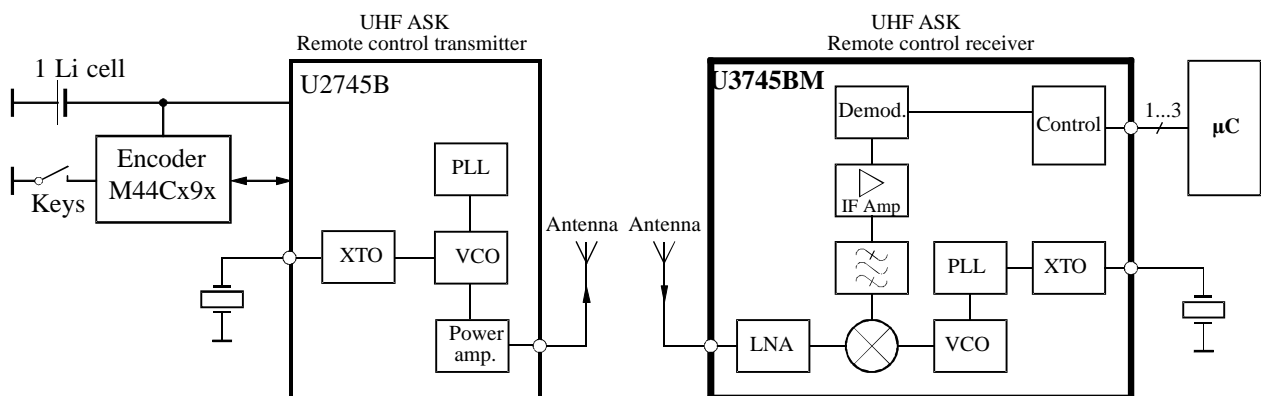 UHF ASK
Remote control transmitter
UHF ASK
Remote control receiver
1 Li cell
U2745B
U3745BM
Demod.
Control
1...3
µC
Encoder
M44Cx9x
Keys
PLL
IF Amp
Antenna
Antenna
XTO
VCO
PLL
XTO
Power
amp.
LNA
VCO